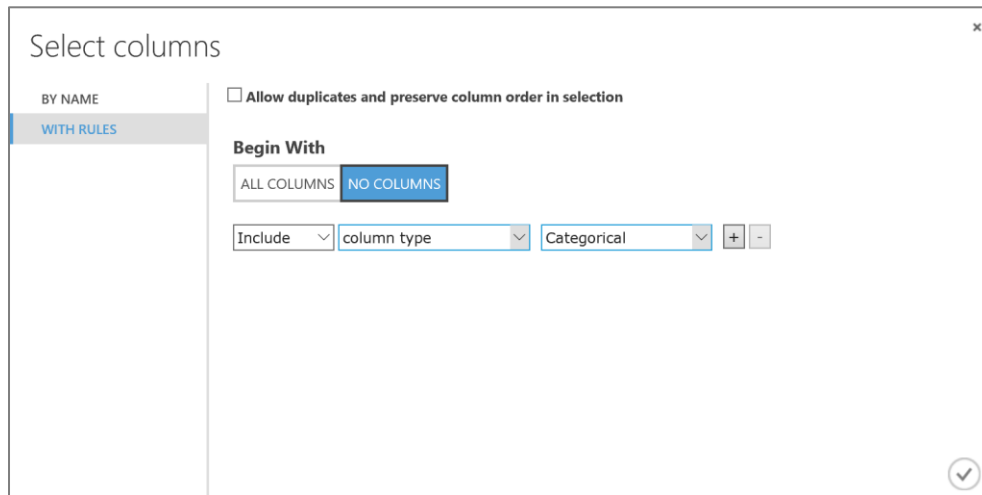 Select columns
×
BY NAME
WITH RULES
Allow duplicates and preserve column order in selection
Begin With
ALL COLUMNS NO COLUMNS
Include column type Categorical + -